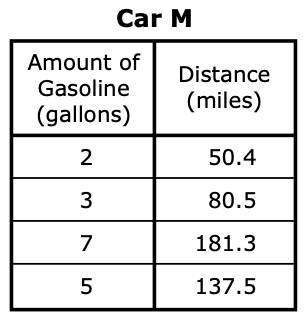 Car M
Amount of
Gasoline
(gallons)
Distance
(miles)
2 50.4
3 80.5
7 181.3
5 137.5